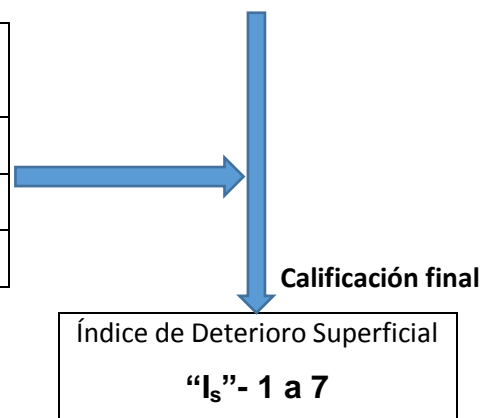 Calificación final
Índice de Deterioro Superficial
“Is”- 1 a 7